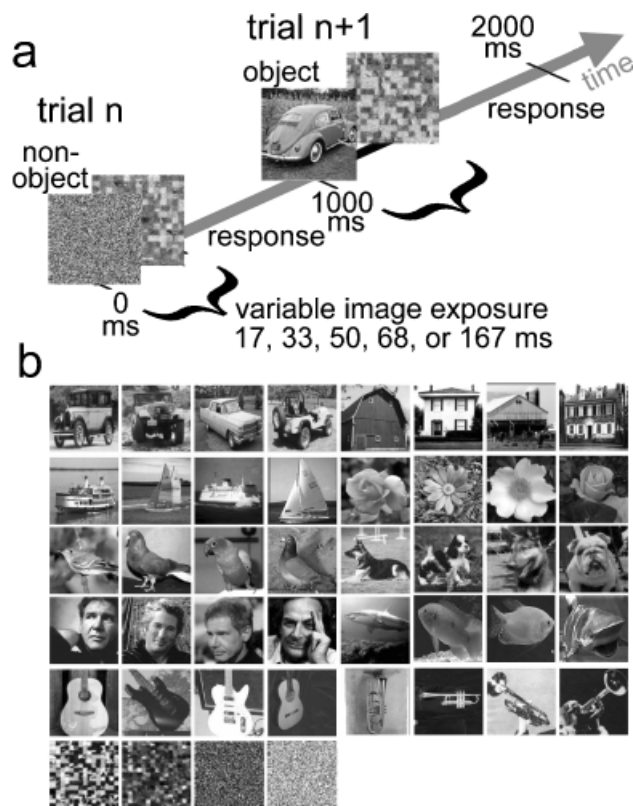 a
trial n
non-
object
trial n+1
object
2000
ms
time
response
1000
ms
response
0
ms
variable image exposure
17, 33, 50, 68, or 167 ms
b